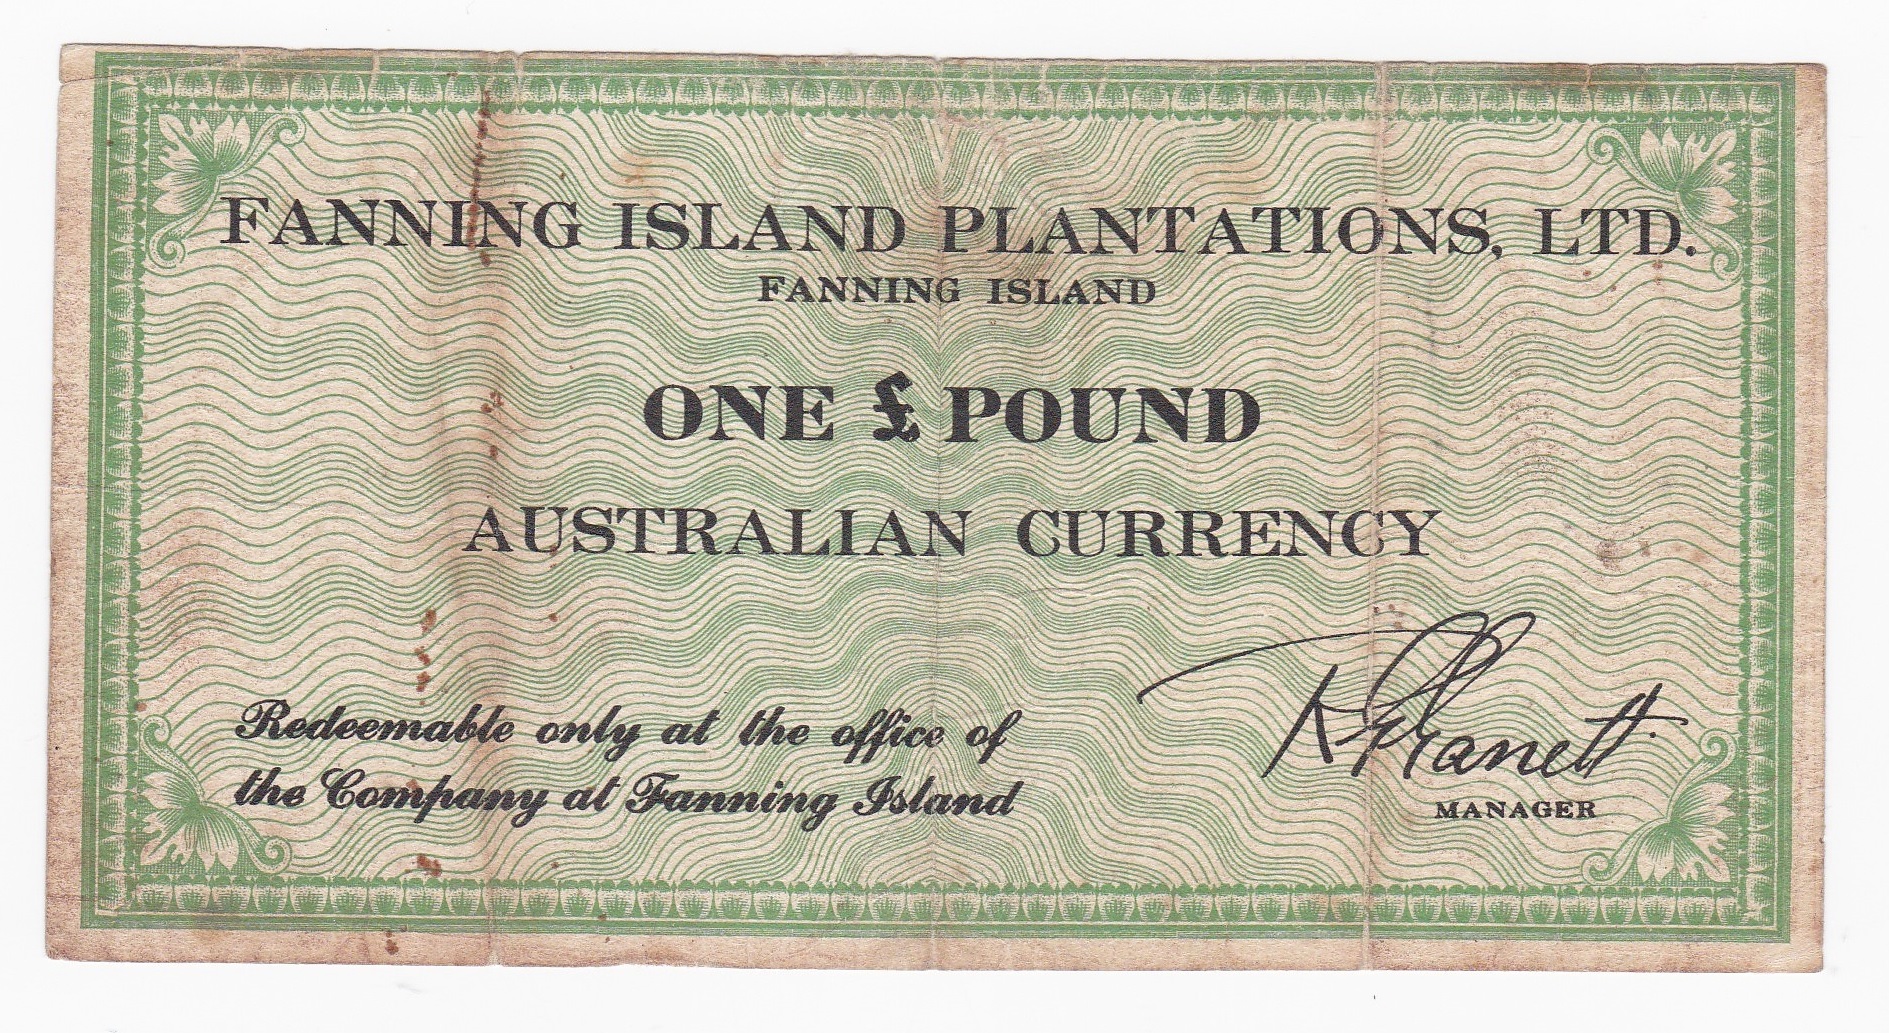 FANNING ISLAND PLANTATIONS, LTD.
FANNING ISLAND
ONE £ POUND
AUSTRALIAN CURRENCY
Redeemable only at the office of
the Company at Fanning Island
MANAGER